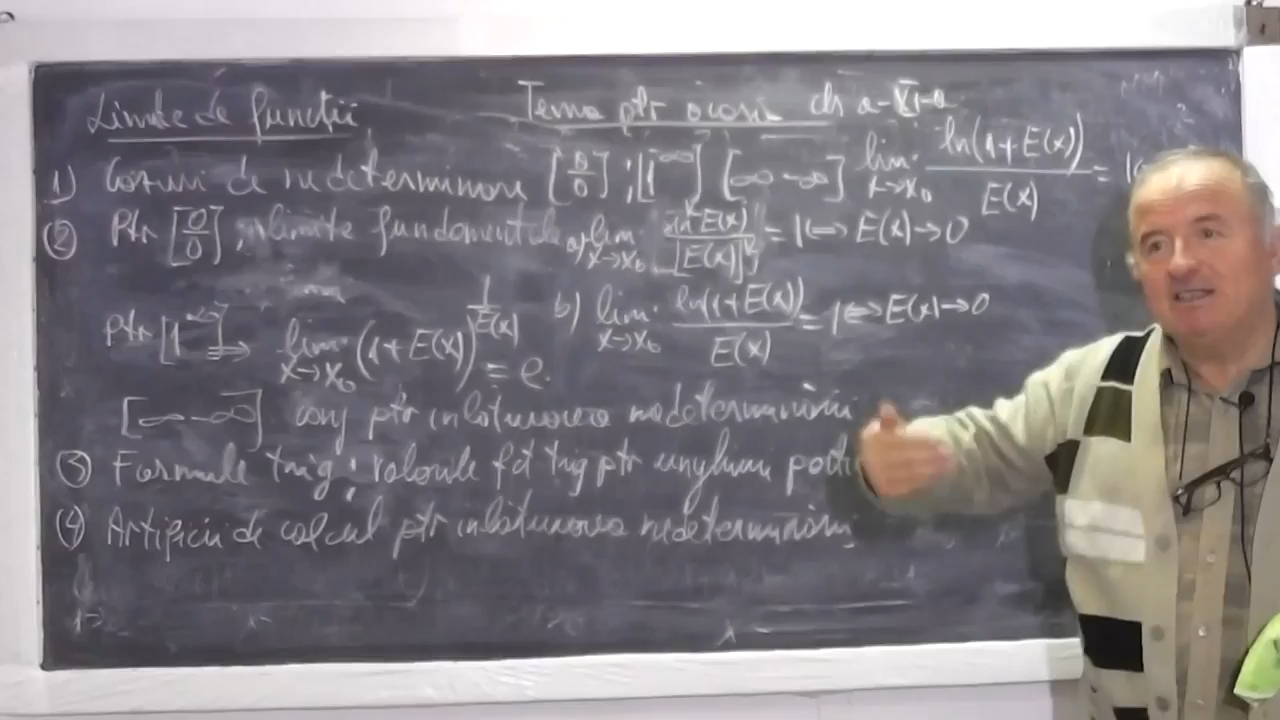 Limite de funcții
Tema ptr acasă cls a-XI-a
1) Cazuri de nedeterminare [0/0] ; [1^∞] [∞-∞] lim x→x₀ ln(1+E(x))/E(x) = 1
② Ptr [0/0] ; limite fundamentale a) lim x→x₀ E(x)/[E(x)] = 1 ⟺ E(x)→0
b) lim x→x₀ ln(1+E(x))/E(x) = 1 ⟺ E(x)→0
Ptr [1^∞] ⇒ lim x→x₀ (1+E(x))^(1/E(x)) = e.
[∞-∞] conj ptr înlăturarea nedeterminării
③ Formule trig ; valorile fct trig ptr unghiuri
④ Artificii de calcul ptr înlăturarea nedeterminării